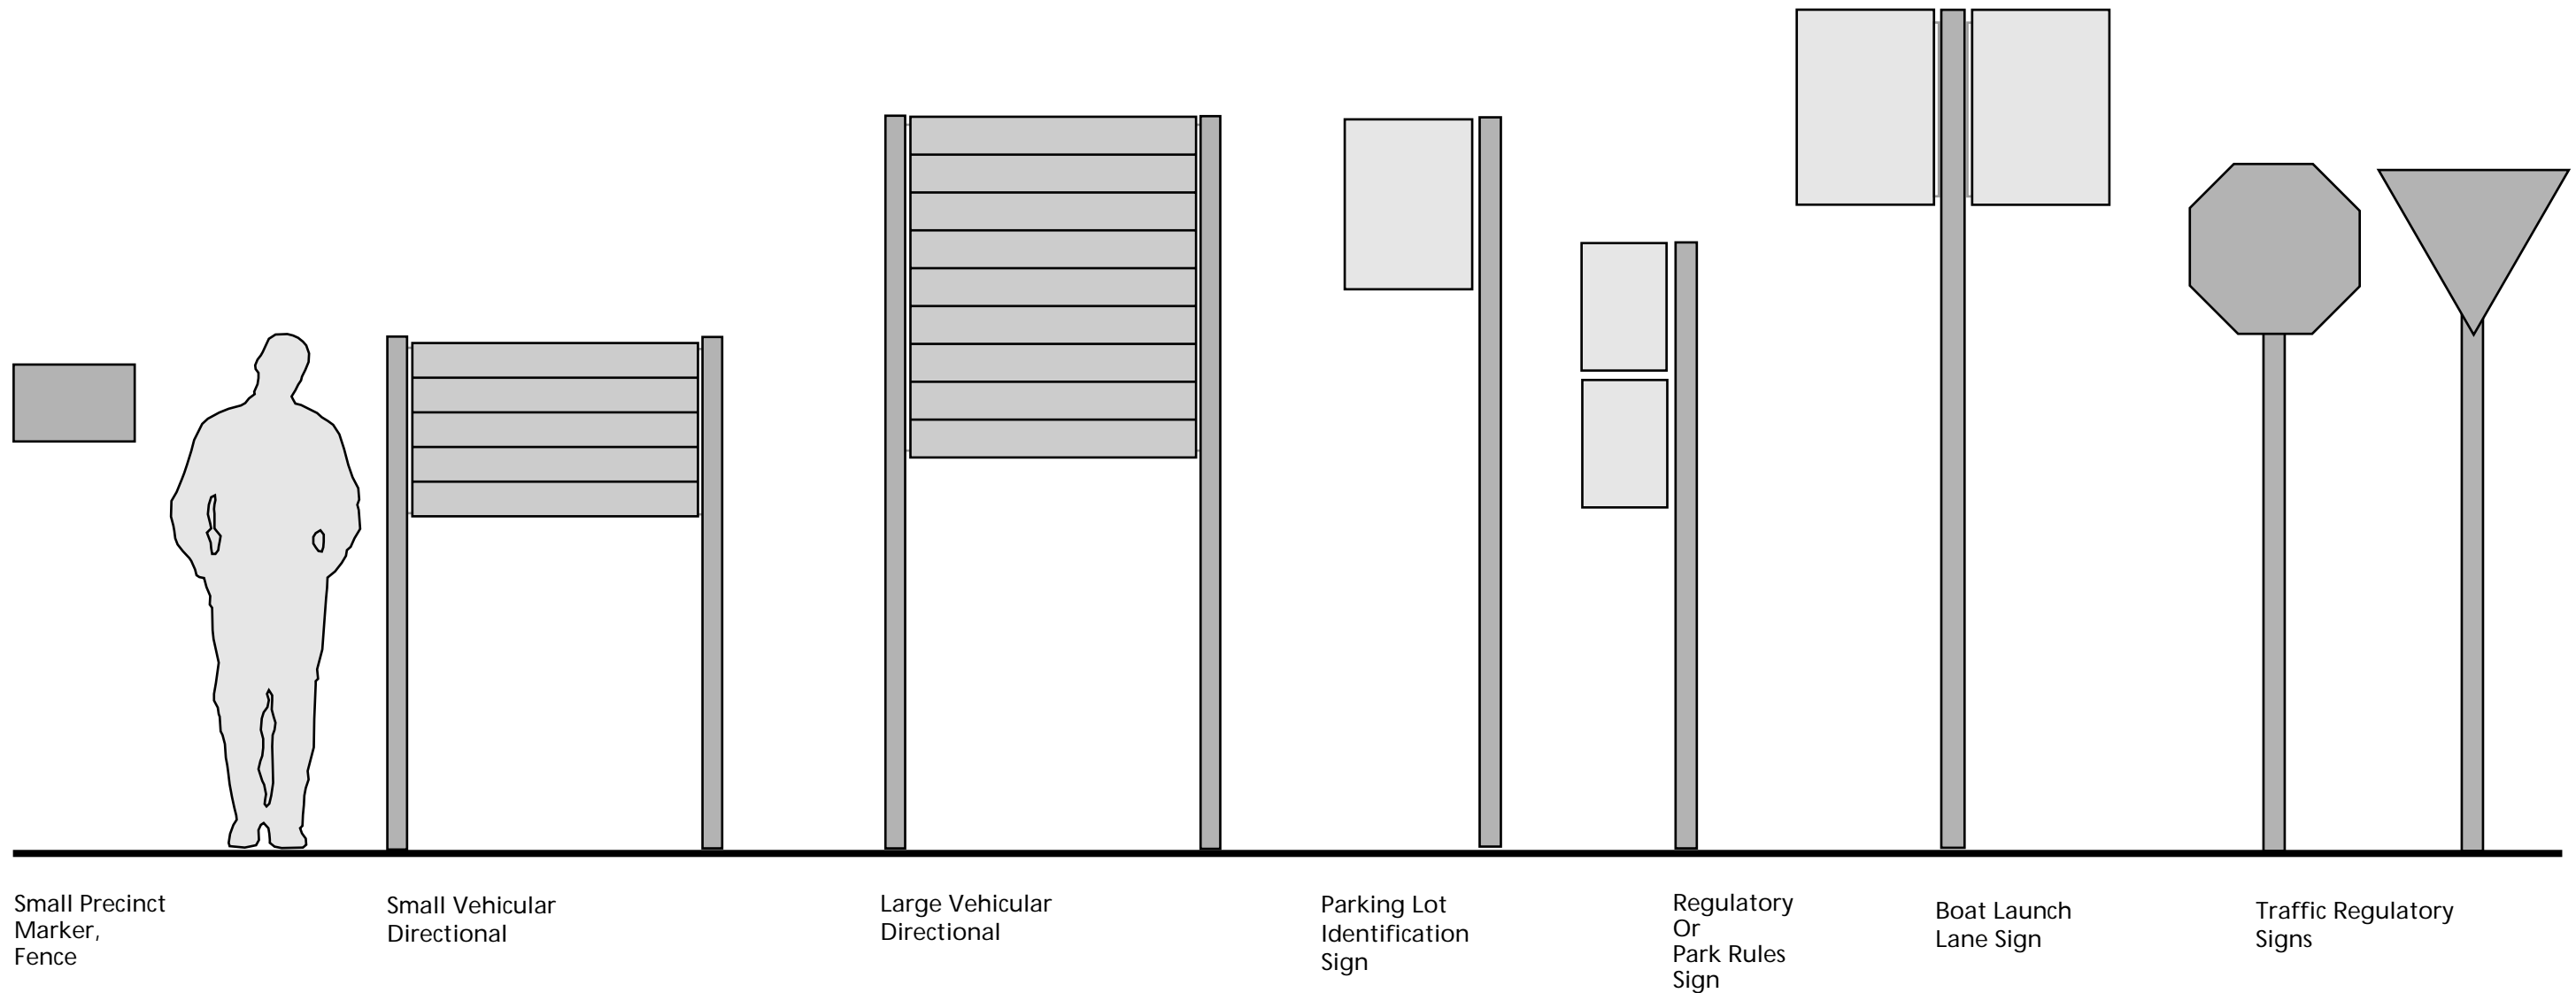 Small Precinct
Marker,
Fence
Small Vehicular
Directional
Large Vehicular
Directional
Parking Lot
Identification
Sign
Regulatory
Or
Park Rules
Sign
Boat Launch
Lane Sign
Traffic Regulatory
Signs